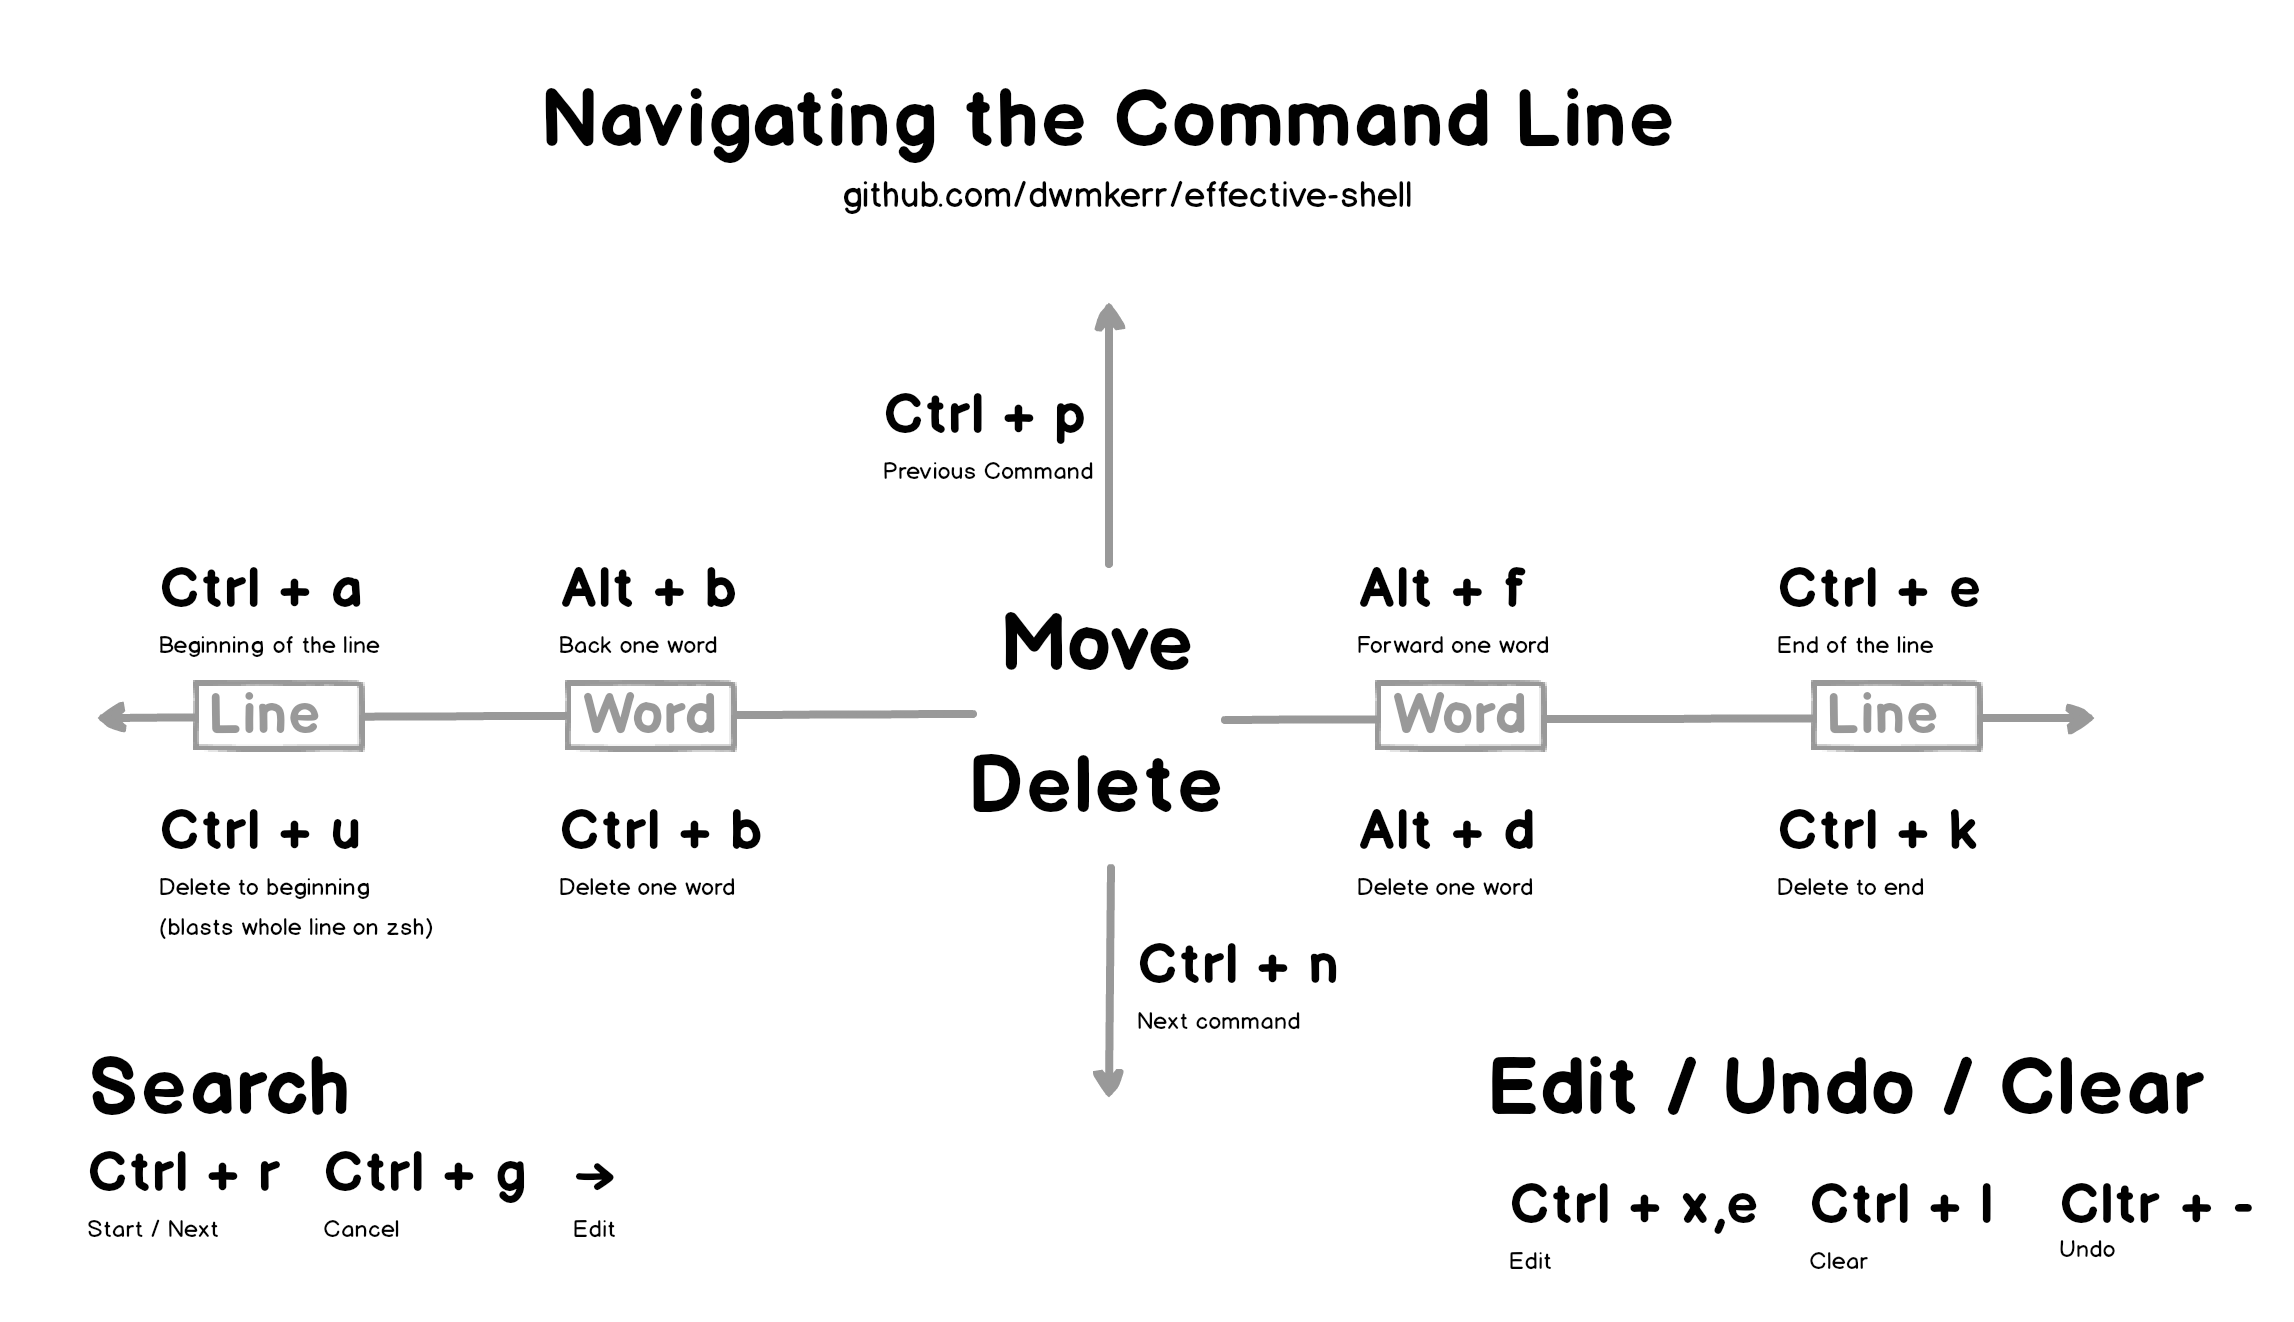 Navigating the Command Line
github.com/dwmkerr/effective-shell
Ctrl + p
Previous Command
Ctrl + a
Beginning of the line
Alt + b
Back one word
Move
Alt + f
Forward one word
Ctrl + e
End of the line
Line
Word
Word
Line
Delete
Ctrl + u
Delete to beginning
(blasts whole line on zsh)
Ctrl + b
Delete one word
Alt + d
Delete one word
Ctrl + k
Delete to end
Ctrl + n
Next command
Search
Ctrl + r
Start / Next
Ctrl + g
Cancel
→
Edit
Edit / Undo / Clear
Ctrl + x,e
Edit
Ctrl + l
Clear
Cltr + -
Undo